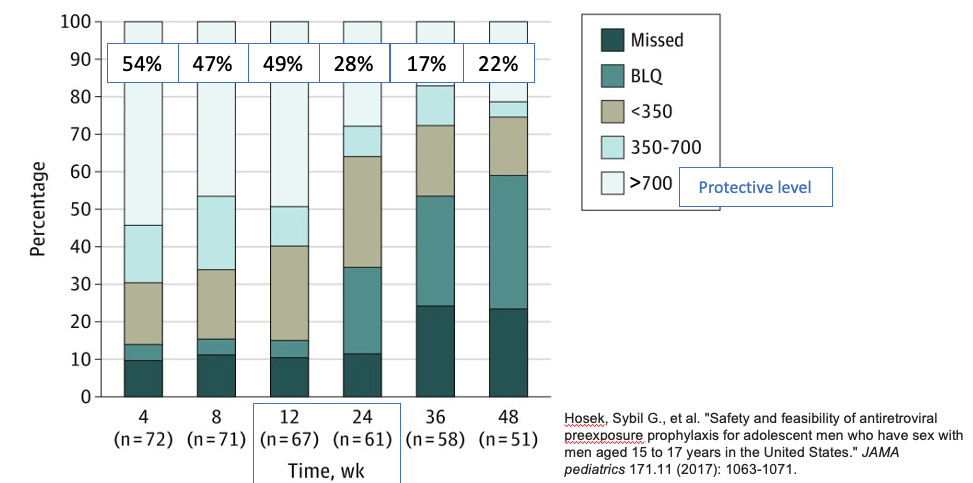 100
90
80
70
60
50
40
30
20
10
0
Percentage
54% 47% 49% 28% 17% 22%
4 8 12 24 36 48
(n=72) (n=71) (n=67) (n=61) (n=58) (n=51)
Time, wk
Missed
BLQ
<350
350-700
>700
Protective level
Hosek, Sybil G., et al. "Safety and feasibility of antiretroviral
preexposure prophylaxis for adolescent men who have sex with
men aged 15 to 17 years in the United States." JAMA
pediatrics 171.11 (2017): 1063-1071.